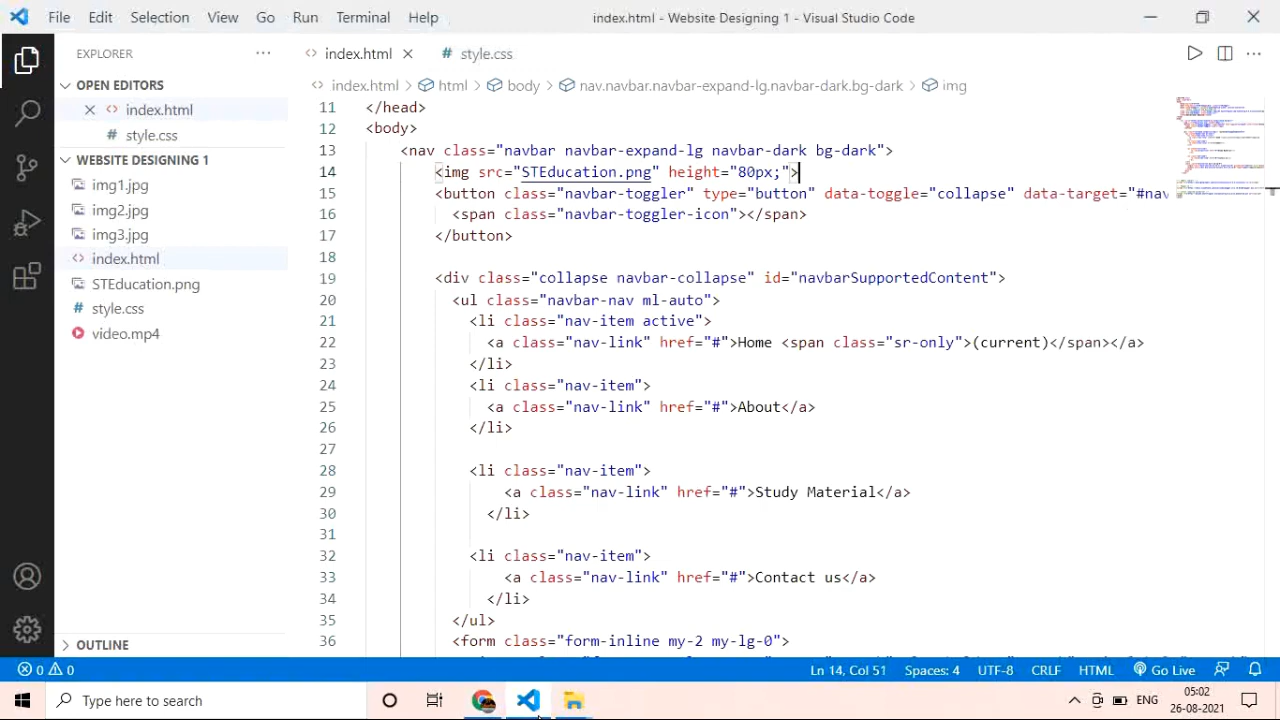 File Edit Selection View Go Run Terminal Help
index.html - Website Designing 1 - Visual Studio Code
EXPLORER
OPEN EDITORS
index.html
style.css
WEBSITE DESIGNING 1
img1.jpg
img2.jpg
img3.jpg
index.html
STEducation.png
style.css
video.mp4
OUTLINE
index.html
style.css
index.html html body nav.navbar.navbar-expand-lg.navbar-dark.bg-dark img
11 </head>
12 <body>
13 navbar-expand-lg navbar-dark bg-dark">
14 <img "STEducation.png" height="80px;">
15 "navbar-toggler" type="button" data-toggle="collapse" data-target="#nav
16 <span class="navbar-toggler-icon"></span>
17 </button>
18
19 <div class="collapse navbar-collapse" id="navbarSupportedContent">
20 <ul class="navbar-nav ml-auto">
21 <li class="nav-item active">
22 <a class="nav-link" href="#">Home <span class="sr-only">(current)</span></a>
23 </li>
24 <li class="nav-item">
25 <a class="nav-link" href="#">About</a>
26 </li>
27
28 <li class="nav-item">
29 <a class="nav-link" href="#">Study Material</a>
30 </li>
31
32 <li class="nav-item">
33 <a class="nav-link" href="#">Contact us</a>
34 </li>
35 </ul>
36 <form class="form-inline my-2 my-lg-0">
0 0
Ln 14, Col 51 Spaces: 4 UTF-8 CRLF HTML Go Live
Type here to search
ENG
05:02
26-08-2021